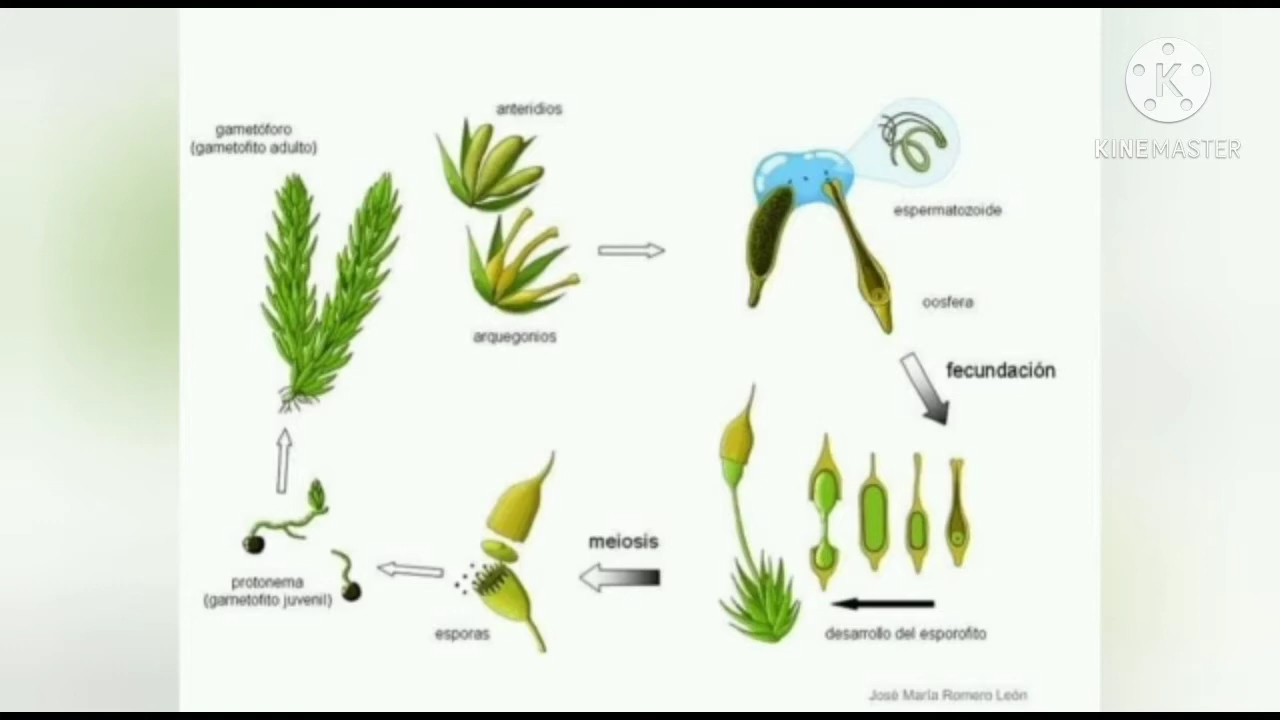 KINEMASTER
anteridios
gametóforo
(gametofito adulto)
espermatozoide
oosfera
arquegonios
fecundación
meiosis
protonema
(gametofito juvenil)
esporas
desarrollo del esporofito
José María Romero León